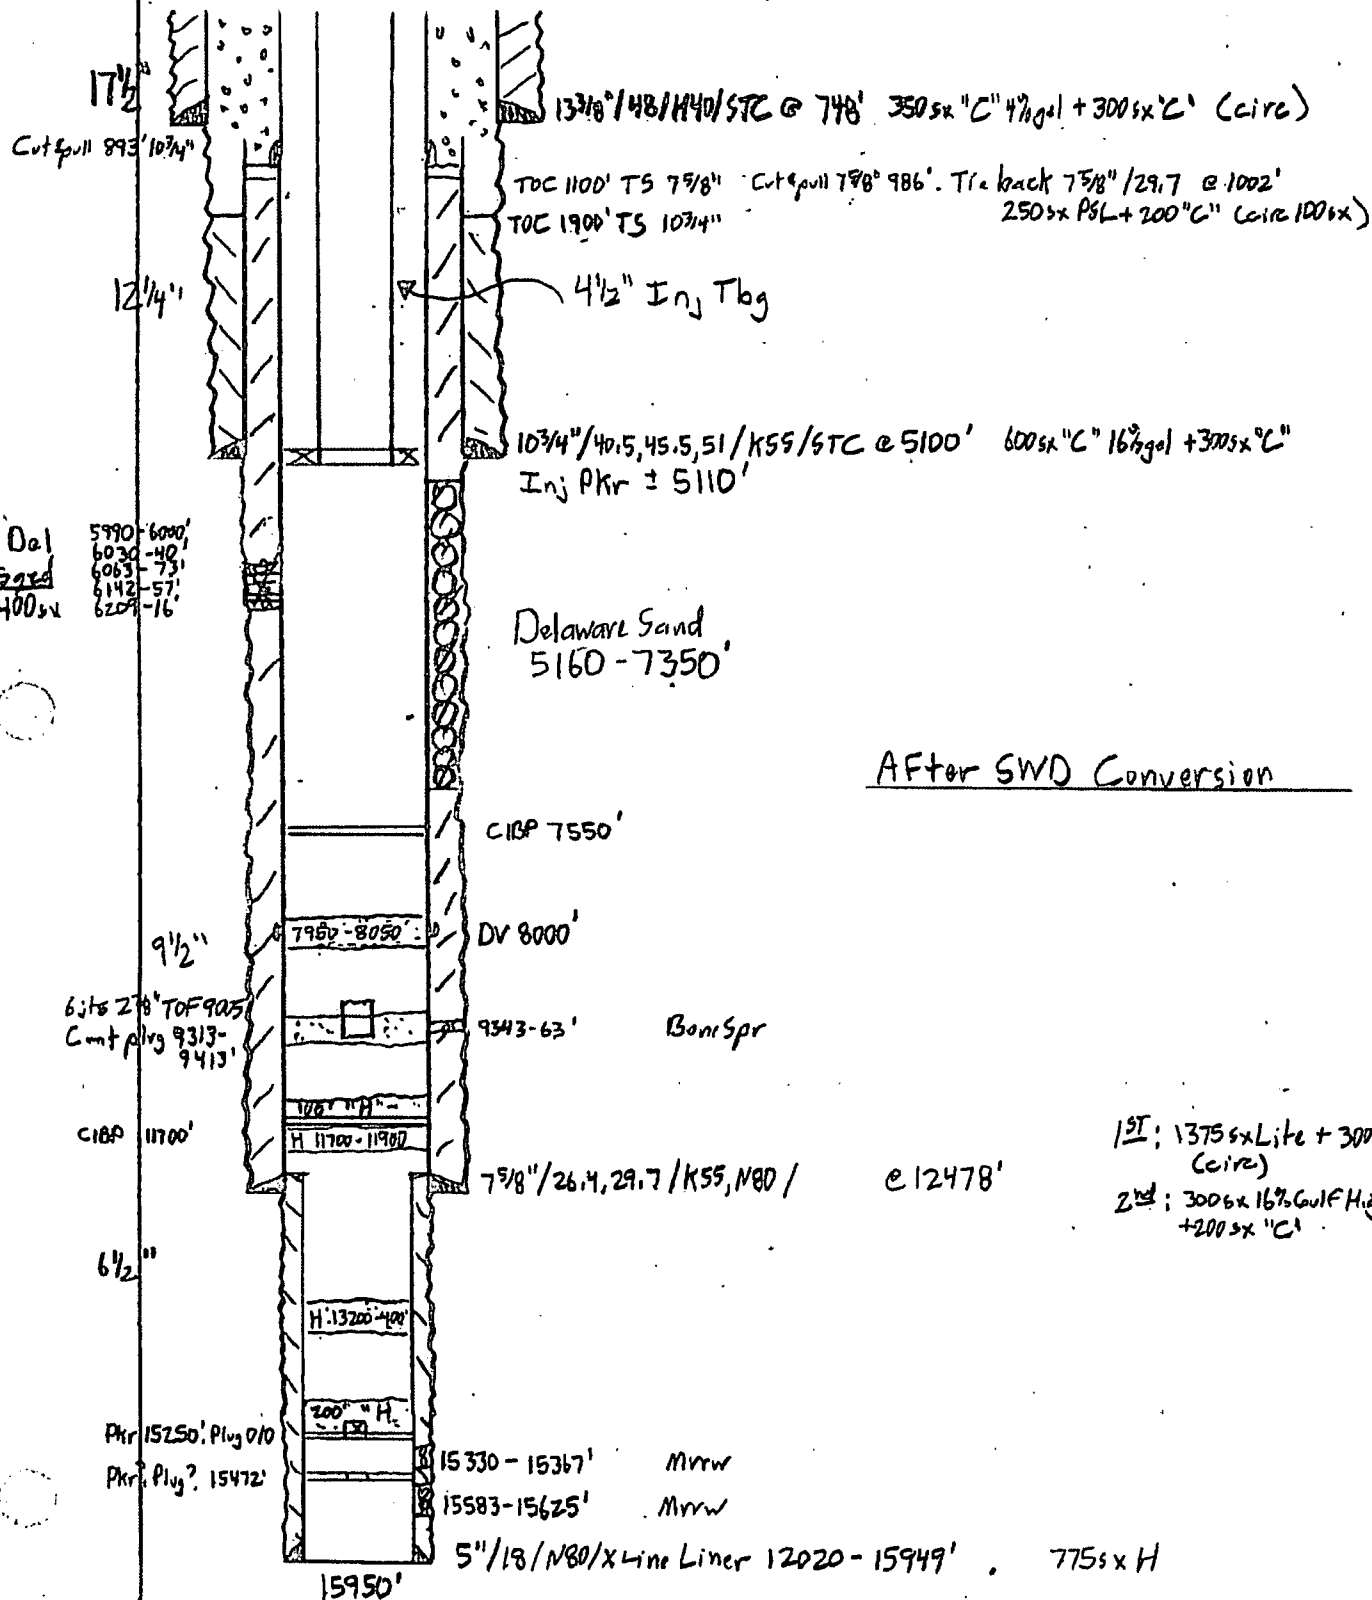 17½"
13⅜"/48/H40/STC @ 748' 350sx "C" 4% gel + 300sx "C" (circ)
Cut & pull 893' 10¾"
TOC 1100' TS 7⅝" Cut & pull 7⅝" 986'. Tie back 7⅝"/29.7 @ 1002'
250sx PSL + 200 "C" (circ 100sx)
TOC 1900' TS 10¾"
12¼"
4½" Inj Tbg
10¾"/40.5, 45.5, 51/K55/STC @ 5100' 600sx "C" 16% gel + 300sx "C"
Inj Pkr ± 5110'
Del
5990-6000'
6030-40'
6063-73'
6142-57'
400sx 6209-16'
Delaware Sand
5160-7350'
After SWD Conversion
CIBP 7550'
7950-8050'
DV 8000'
9½"
6 jts 2⅞" TOF 9005'
Cmt plug 9313-
9413'
9343-63' Bone Spr
100' "H"
CIBP 11700'
H 11700-11900
7⅝"/26.4, 29.7/K55, N80/ @ 12478'
1ST: 1375sx Lite + 300
(circ)
2nd: 300sx 16% Gulf
+200sx "C"
6½"
H 13200-400'
200' "H"
Pkr 15250'. Plug O/O
Pkr, Plug? 15472'
15330-15367' Mrrw
15583-15625' Mrrw
5"/18/N80/X Line Liner 12020-15949'. 775sx H
15950'